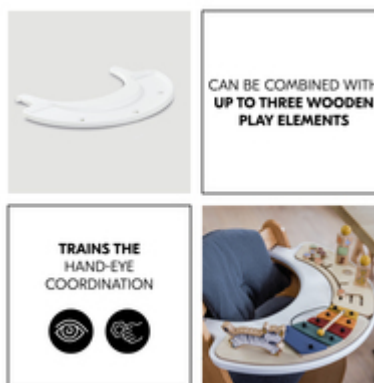 CAN BE COMBINED WITH
UP TO THREE WOODEN
PLAY ELEMENTS
TRAINS THE
HAND-EYE
COORDINATION